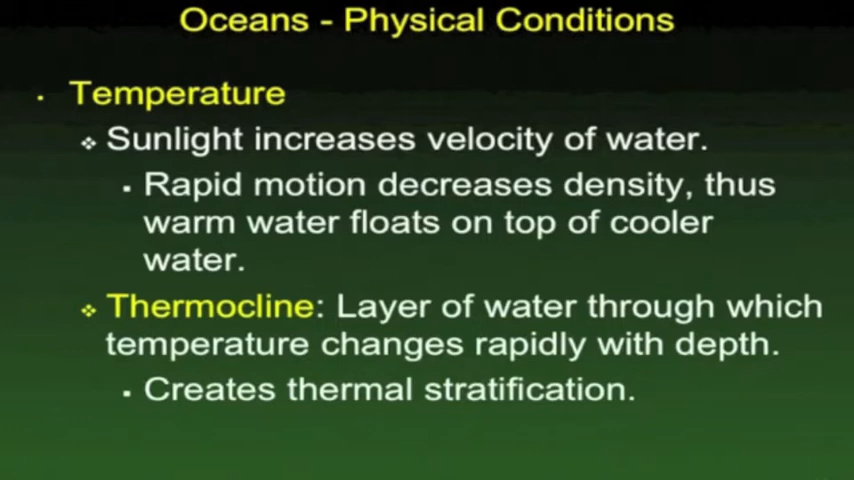 Oceans - Physical Conditions
• Temperature
❖ Sunlight increases velocity of water.
▪ Rapid motion decreases density, thus
warm water floats on top of cooler
water.
❖ Thermocline: Layer of water through which
temperature changes rapidly with depth.
▪ Creates thermal stratification.